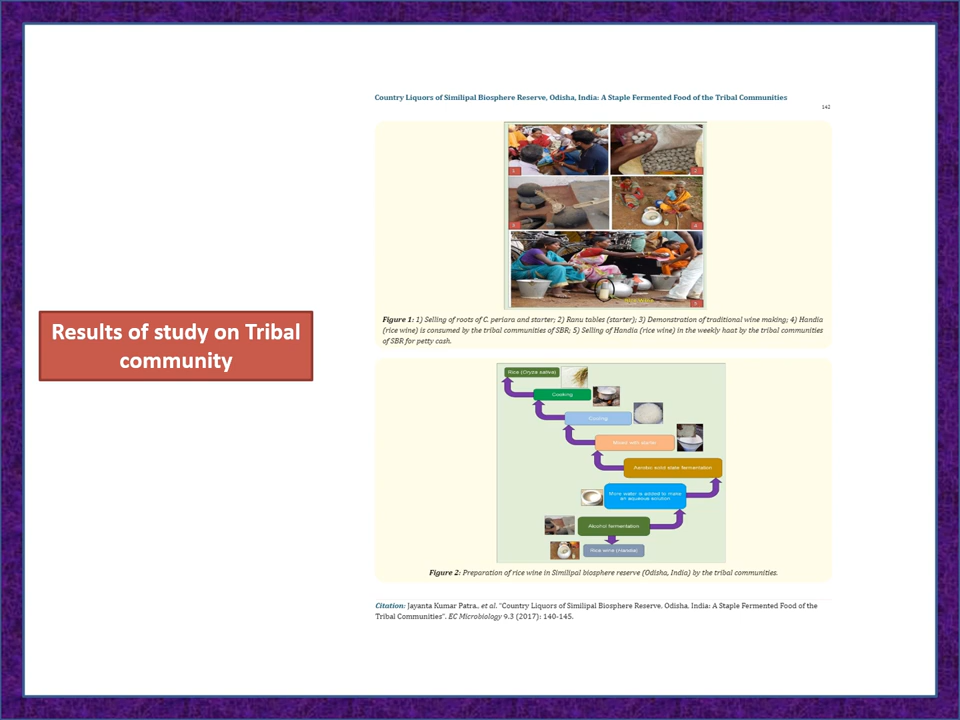 Country Liquors of Similipal Biosphere Reserve, Odisha, India: A Staple Fermented Food of the Tribal Communities
142
1
2
3
4
5
Figure 1: 1) Selling of roots of C. periara and starter; 2) Ranu tables (starter); 3) Demonstration of traditional wine making; 4) Handia
(rice wine) is consumed by the tribal communities of SBR; 5) Selling of Handia (rice wine) in the weekly haat by the tribal communities
of SBR for petty cash.
Results of study on Tribal
community
Rice (Oryza sativa)
Cooking
Cooling
Mixed with starter
Aerobic solid state fermentation
More water is added to make
an aqueous solution
Alcohol fermentation
Rice wine (Handia)
Figure 2: Preparation of rice wine in Similipal biosphere reserve (Odisha, India) by the tribal communities.
Citation: Jayanta Kumar Patra., et al. "Country Liquors of Similipal Biosphere Reserve, Odisha, India: A Staple Fermented Food of the
Tribal Communities". EC Microbiology 9.3 (2017): 140-145.